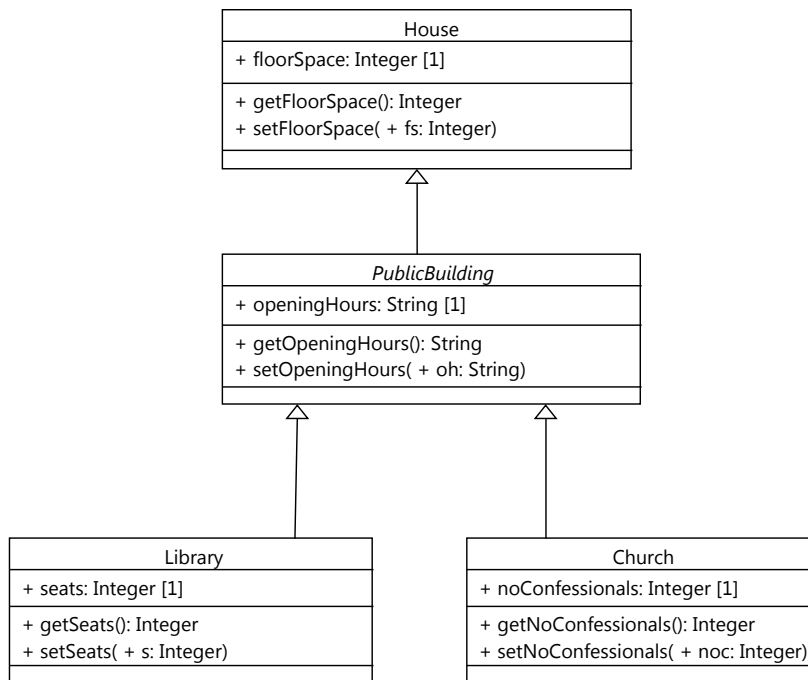 House
+ floorSpace: Integer [1]
+ getFloorSpace(): Integer
+ setFloorSpace( + fs: Integer)
PublicBuilding
+ openingHours: String [1]
+ getOpeningHours(): String
+ setOpeningHours( + oh: String)
Library
+ seats: Integer [1]
+ getSeats(): Integer
+ setSeats( + s: Integer)
Church
+ noConfessionals: Integer [1]
+ getNoConfessionals(): Integer
+ setNoConfessionals( + noc: Integer)